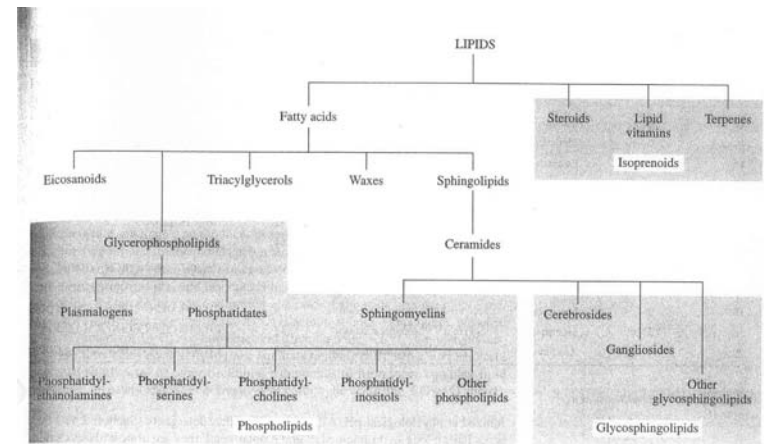 LIPIDS
Fatty acids
Steroids
Lipid
vitamins
Terpenes
Isoprenoids
Eicosanoids
Triacylglycerols
Waxes
Sphingolipids
Glycerophospholipids
Ceramides
Plasmalogens
Phosphatidates
Sphingomyelins
Cerebrosides
Gangliosides
Phosphatidyl-
ethanolamines
Phosphatidyl-
serines
Phosphatidyl-
cholines
Phosphatidyl-
inositols
Other
phospholipids
Other
glycosphingolipids
Phospholipids
Glycosphingolipids